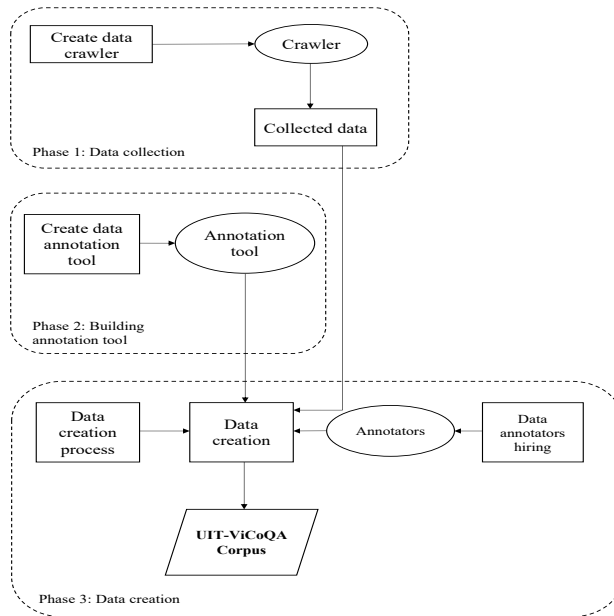 Create data
crawler
Crawler
Collected data
Phase 1: Data collection
Create data
annotation
tool
Annotation
tool
Phase 2: Building
annotation tool
Data
creation
process
Data
creation
Annotators
Data
annotators
hiring
UIT-ViCoQA
Corpus
Phase 3: Data creation